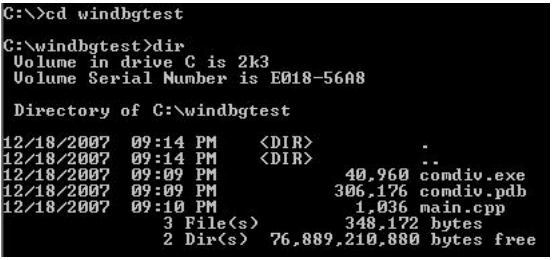 C:\>cd windbgtest
C:\windbgtest>dir
Volume in drive C is 2k3
Volume Serial Number is E018-56A8
Directory of C:\windbgtest
12/18/2007 09:14 PM <DIR> .
12/18/2007 09:14 PM <DIR> ..
12/18/2007 09:09 PM 40,960 comdiv.exe
12/18/2007 09:09 PM 306,176 comdiv.pdb
12/18/2007 09:10 PM 1,036 main.cpp
3 File(s) 348,172 bytes
2 Dir(s) 76,889,210,880 bytes free